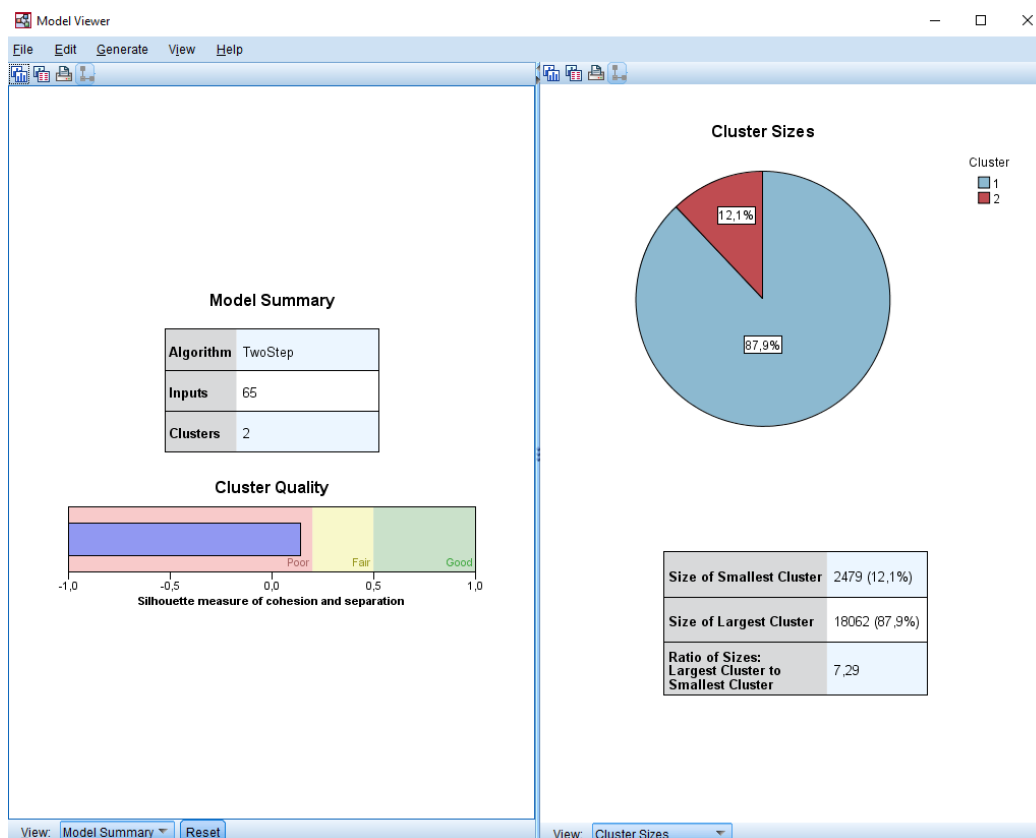 Model Viewer
File Edit Generate View Help
Model Summary
Algorithm TwoStep
Inputs 65
Clusters 2
Cluster Quality
Poor Fair Good
-1,0 -0,5 0,0 0,5 1,0
Silhouette measure of cohesion and separation
View: Model Summary Reset
Cluster Sizes
Cluster
1
2
12,1%
87,9%
Size of Smallest Cluster 2479 (12,1%)
Size of Largest Cluster 18062 (87,9%)
Ratio of Sizes:
Largest Cluster to
Smallest Cluster 7,29
View: Cluster Sizes